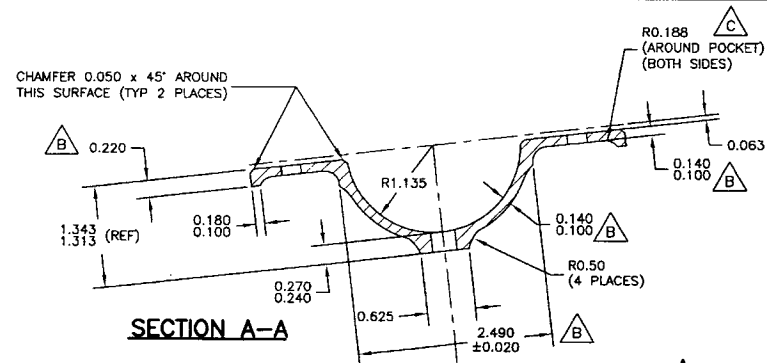 C
R0.188
(AROUND POCKET)
(BOTH SIDES)
CHAMFER 0.050 x 45° AROUND
THIS SURFACE (TYP 2 PLACES)
B 0.220
0.063
0.140
0.100 B
R1.135
1.343
1.313 (REF)
0.180
0.100
0.140
0.100 B
R0.50
(4 PLACES)
0.270
0.240
0.625
2.490
±0.020
B
SECTION A-A